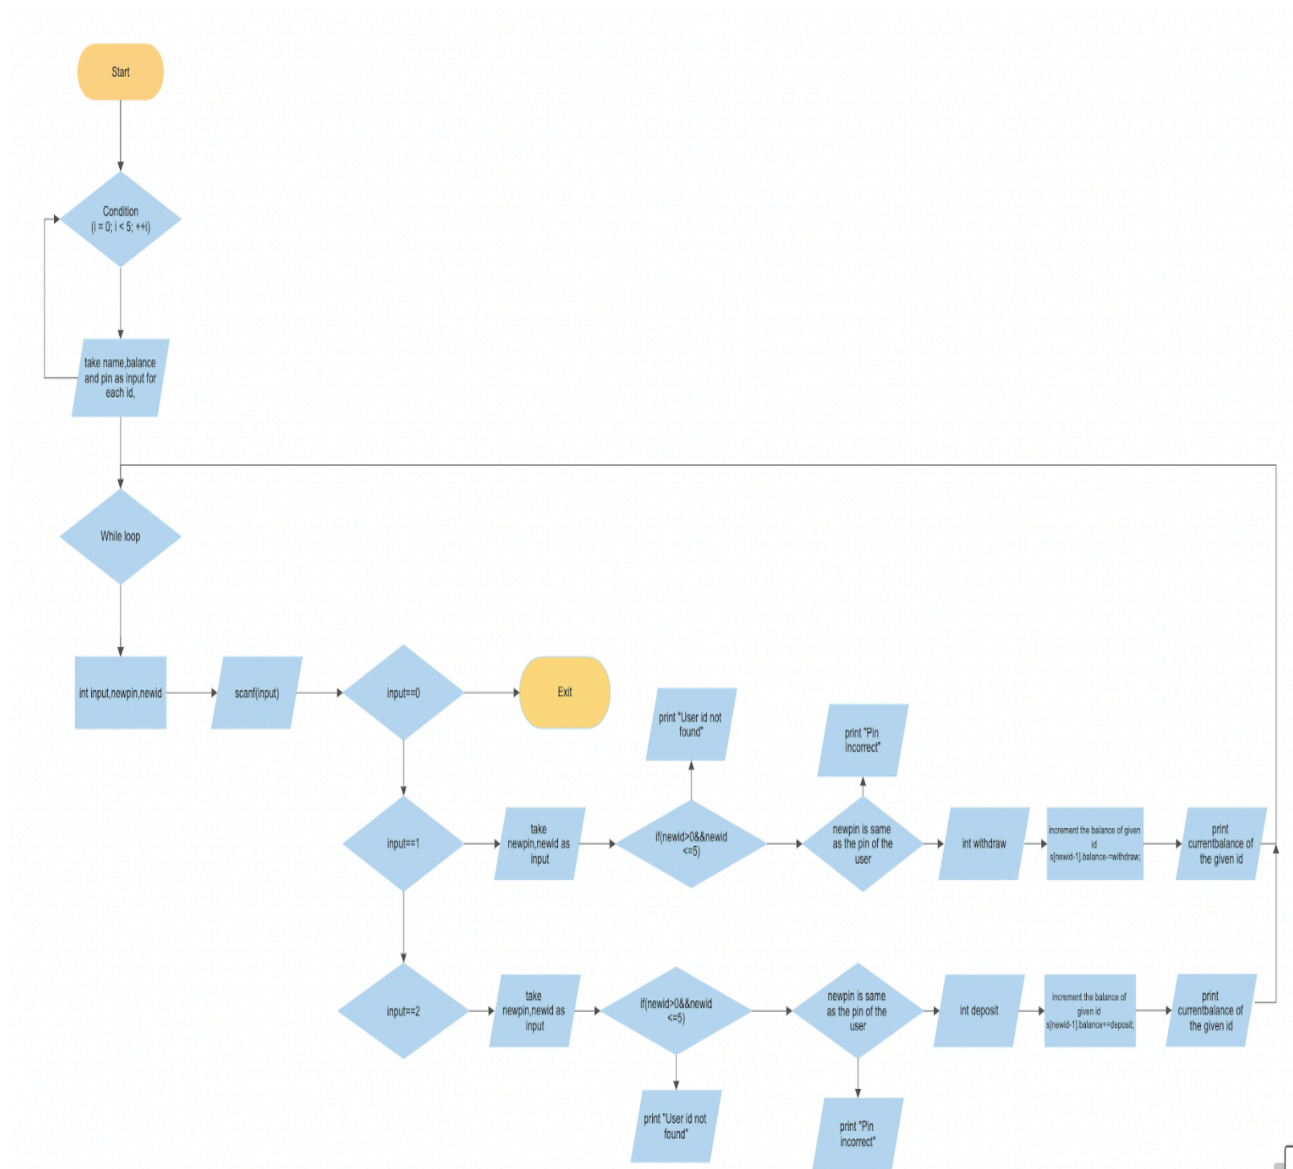 Start
Condition
(i = 0; i < 5; ++i)
take name,balance
and pin as input for
each id,
While loop
int input,newpin,newid
scanf(input)
input==0
Exit
print "User id not
found"
print "Pin
incorrect"
input==1
take
newpin,newid as
input
if(newid>0&&newid
<=5)
newpin is same
as the pin of the
user
int withdraw
increment the balance of given
id
s[newid-1].balance-=withdraw;
print
currentbalance of
the given id
input==2
take
newpin,newid as
input
if(newid>0&&newid
<=5)
newpin is same
as the pin of the
user
int deposit
increment the balance of
given id
s[newid-1].balance+=deposit;
print
currentbalance of
the given id
print "User id not
found"
print "Pin
incorrect"